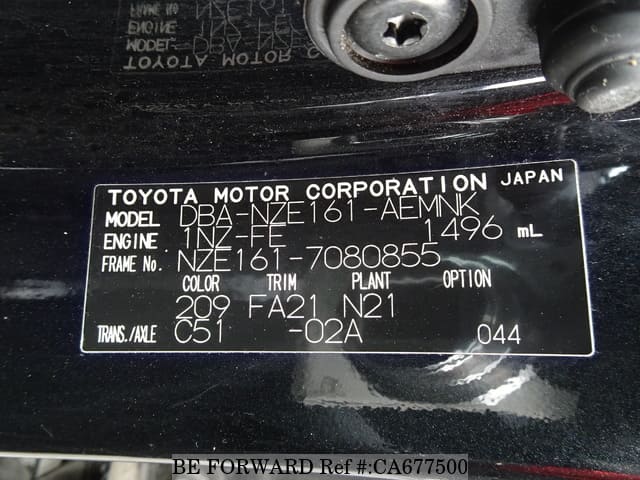 TOYOTA MOTOR CORPORATION JAPAN
MODEL DBA-NZE161-AEMNK
ENGINE 1NZ-FE 1496 mL
FRAME No. NZE161-7080855
COLOR TRIM PLANT OPTION
209 FA21 N21
TRANS./AXLE C51 -02A 044
BE FORWARD Ref #:CA677500